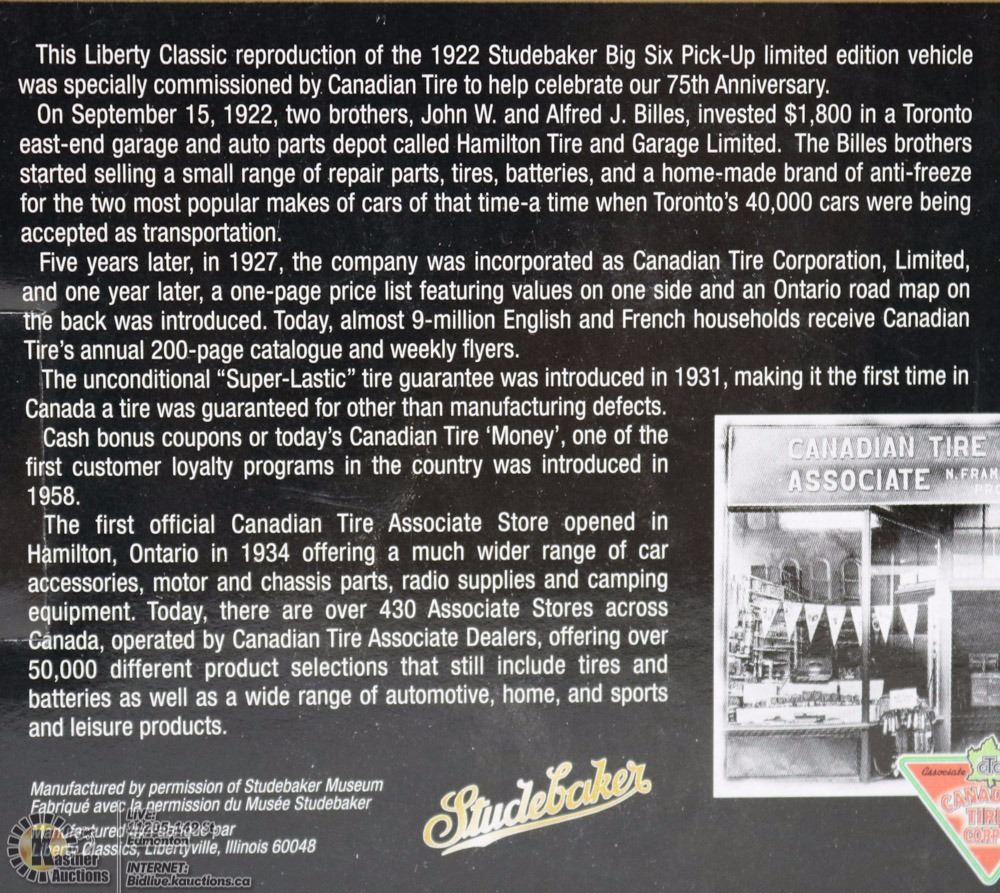 This Liberty Classic reproduction of the 1922 Studebaker Big Six Pick-Up limited edition vehicle
was specially commissioned by Canadian Tire to help celebrate our 75th Anniversary.
On September 15, 1922, two brothers, John W. and Alfred J. Billes, invested $1,800 in a Toronto
east-end garage and auto parts depot called Hamilton Tire and Garage Limited. The Billes brothers
started selling a small range of repair parts, tires, batteries, and a home-made brand of anti-freeze
for the two most popular makes of cars of that time-a time when Toronto's 40,000 cars were being
accepted as transportation.
Five years later, in 1927, the company was incorporated as Canadian Tire Corporation, Limited,
and one year later, a one-page price list featuring values on one side and an Ontario road map on
the back was introduced. Today, almost 9-million English and French households receive Canadian
Tire's annual 200-page catalogue and weekly flyers.
The unconditional “Super-Lastic” tire guarantee was introduced in 1931, making it the first time in
Canada a tire was guaranteed for other than manufacturing defects.
Cash bonus coupons or today's Canadian Tire ‘Money’, one of the
first customer loyalty programs in the country was introduced in
1958.
The first official Canadian Tire Associate Store opened in
Hamilton, Ontario in 1934 offering a much wider range of car
accessories, motor and chassis parts, radio supplies and camping
equipment. Today, there are over 430 Associate Stores across
Canada, operated by Canadian Tire Associate Dealers, offering over
50,000 different product selections that still include tires and
batteries as well as a wide range of automotive, home, and sports
and leisure products.
CANADIAN TIRE
ASSOCIATE N. FRAN
PRO
Manufactured by permission of Studebaker Museum
Fabriqué avec la permission du Musée Studebaker
Manufactured par
Classics, Libertyville, Illinois 60048
Studebaker
Associate CTC
CANAD
TIRE
CORP
Kastner
Auctions
LIVE:
Edmonton
INTERNET:
Bidlive.kauctions.ca